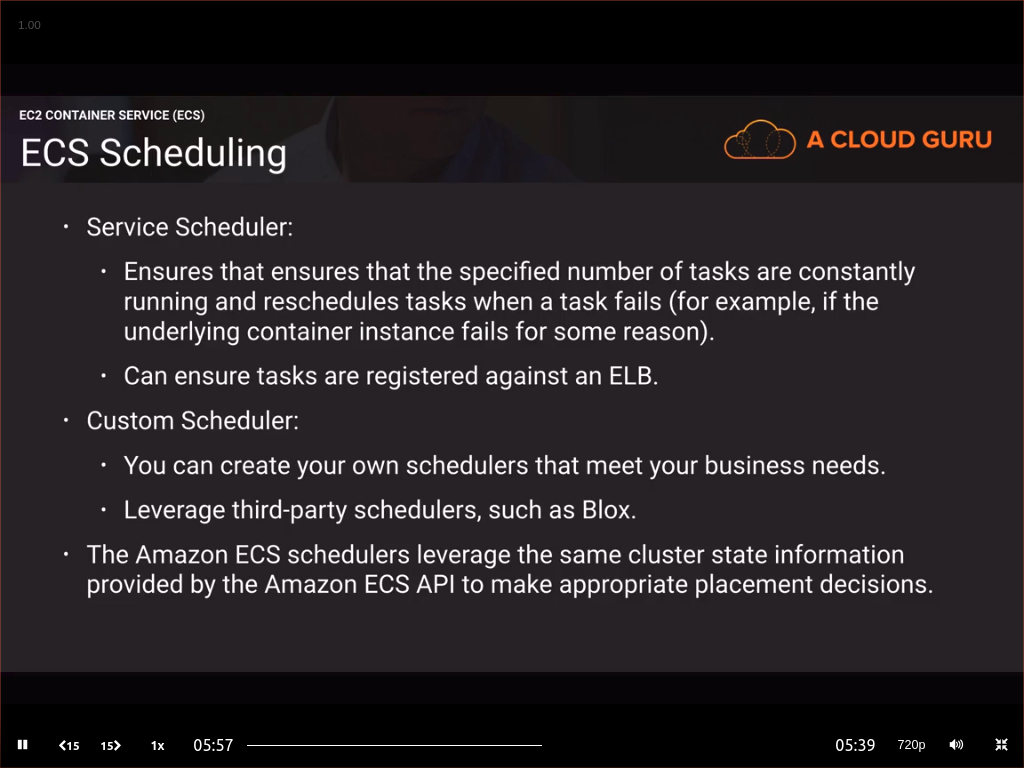 1.00
EC2 CONTAINER SERVICE (ECS)
ECS Scheduling
A CLOUD GURU
• Service Scheduler:
• Ensures that ensures that the specified number of tasks are constantly
running and reschedules tasks when a task fails (for example, if the
underlying container instance fails for some reason).
• Can ensure tasks are registered against an ELB.
• Custom Scheduler:
• You can create your own schedulers that meet your business needs.
• Leverage third-party schedulers, such as Blox.
• The Amazon ECS schedulers leverage the same cluster state information
provided by the Amazon ECS API to make appropriate placement decisions.
15 15 1x 05:57 05:39 720p